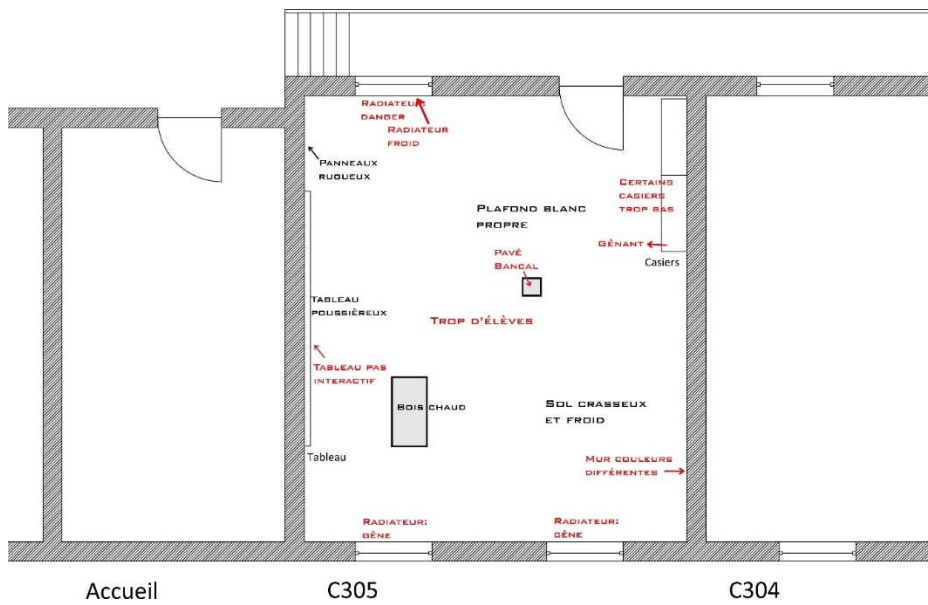 Radiateur:
danger
Radiateur
froid
Panneaux
rugueux
Certains
casiers
trop bas
Plafond blanc
propre
Gênant
Casiers
Pavé
Bancal
Tableau
poussiéreux
Trop d'élèves
Tableau pas
interactif
Bois chaud
Sol crasseux
et froid
Tableau
Mur couleurs
différentes
Radiateur:
gêne
Radiateur:
gêne
Accueil
C305
C304